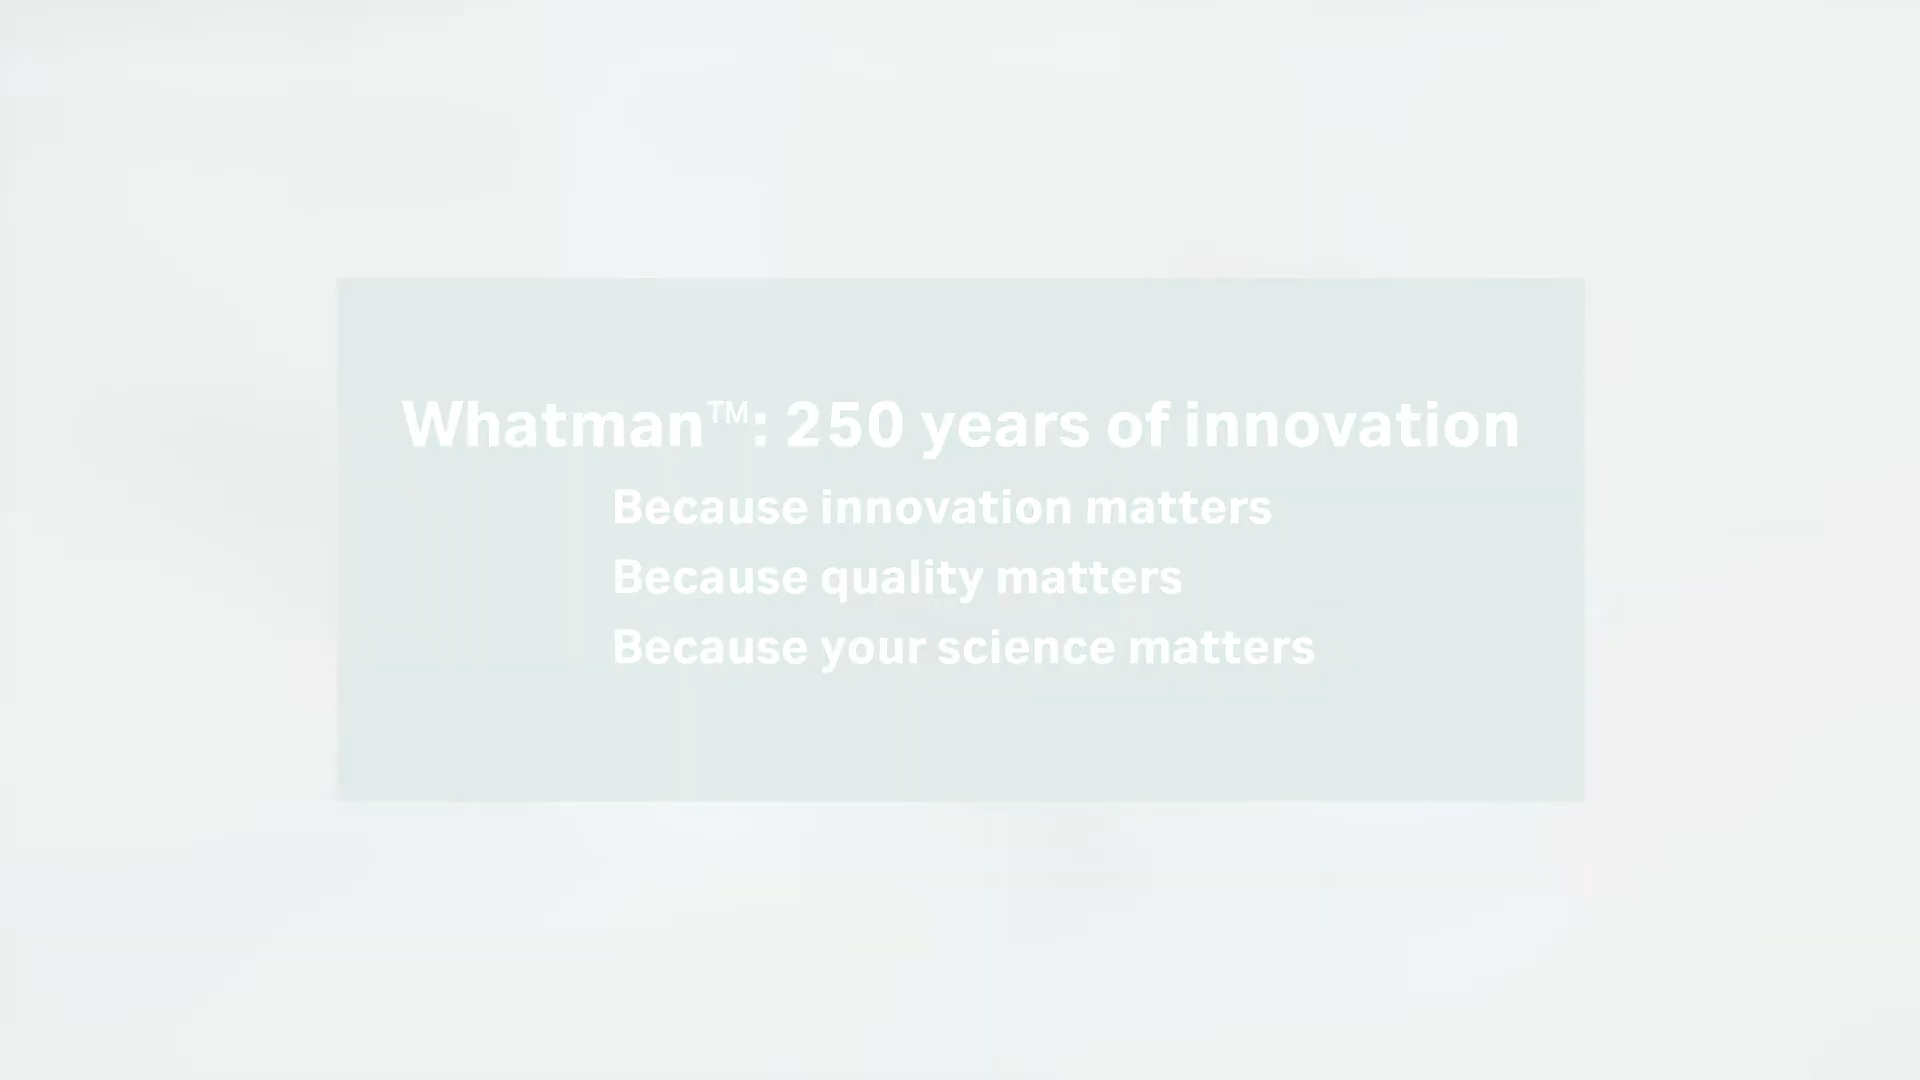 Whatman™: 250 years of innovation
Because innovation matters
Because quality matters
Because your science matters